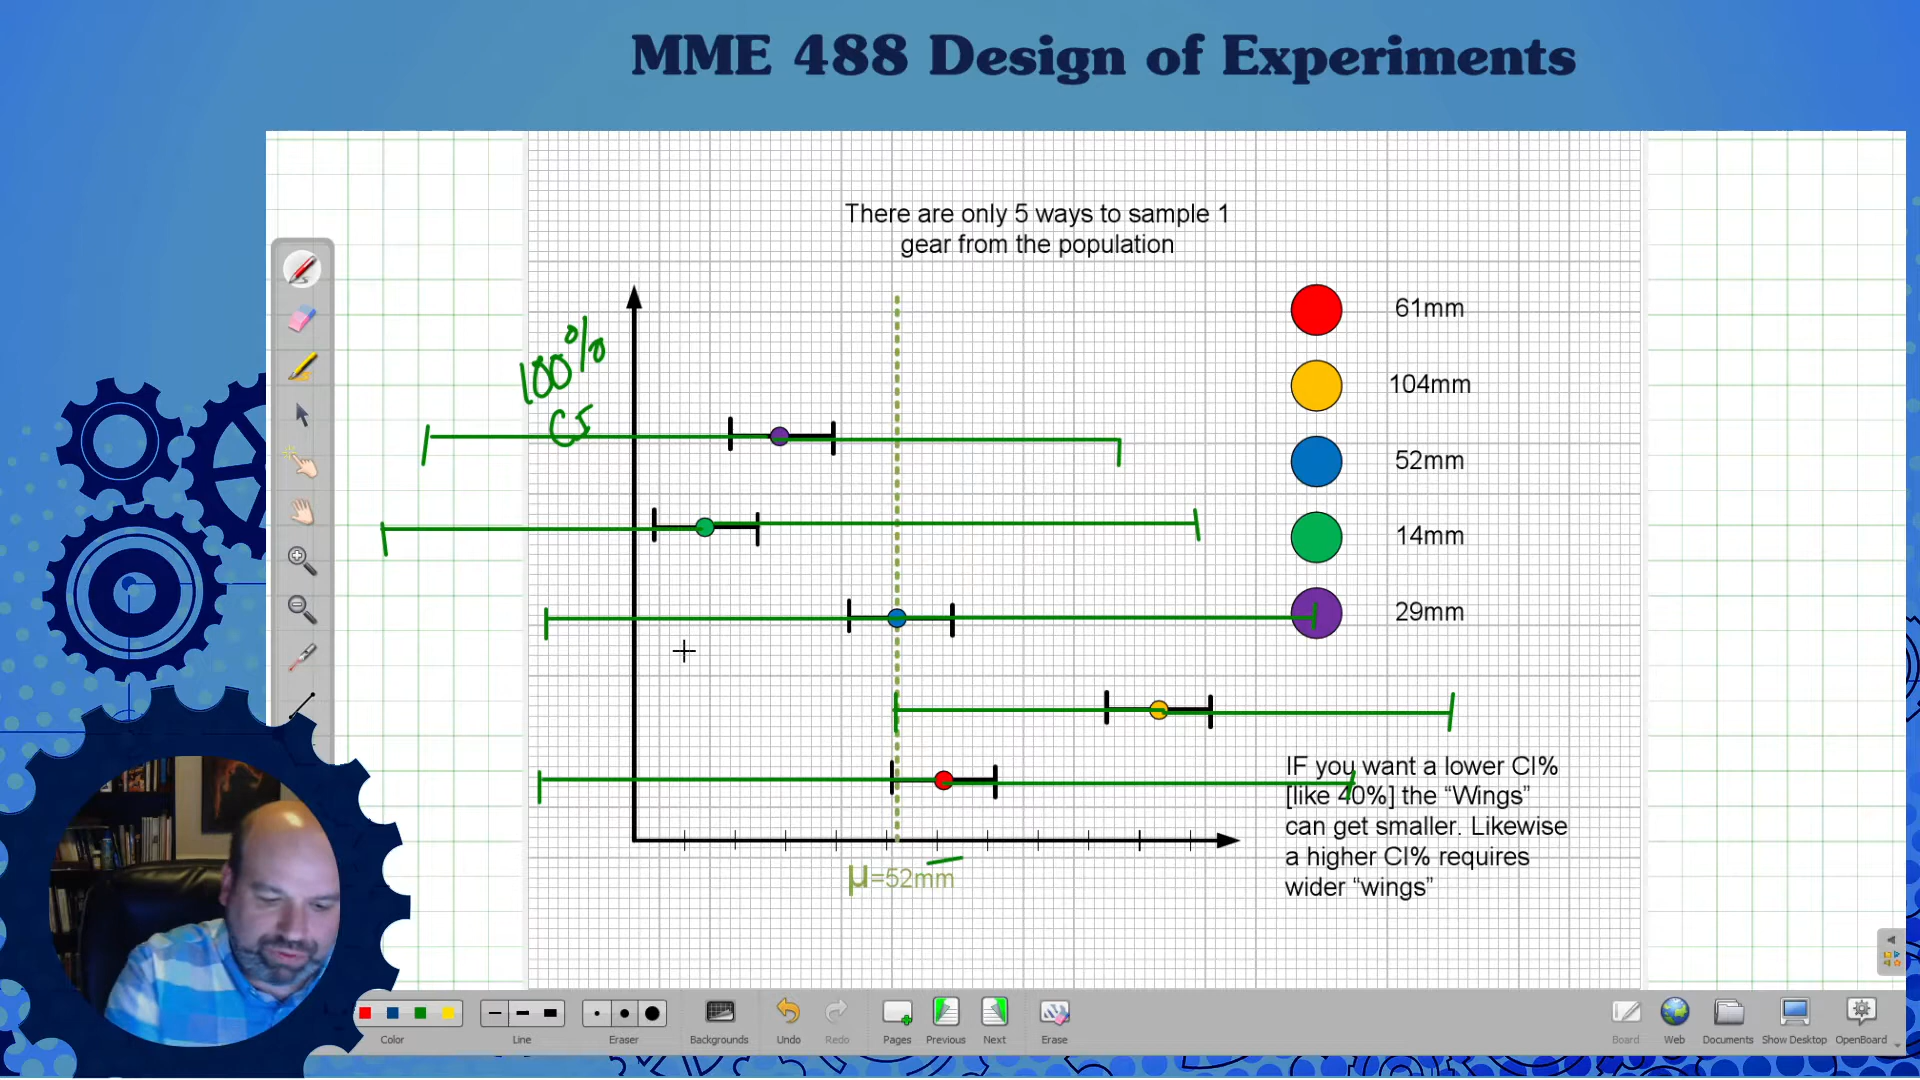 MME 488 Design of Experiments
There are only 5 ways to sample 1
gear from the population
61mm
104mm
52mm
14mm
29mm
100%
CI
IF you want a lower CI%
[like 40%] the “Wings”
can get smaller. Likewise
a higher CI% requires
wider “wings”
μ=52mm
Color
Line
Eraser
Backgrounds
Undo
Redo
Pages
Previous
Next
Erase
Board
Web
Documents
Show Desktop
OpenBoard